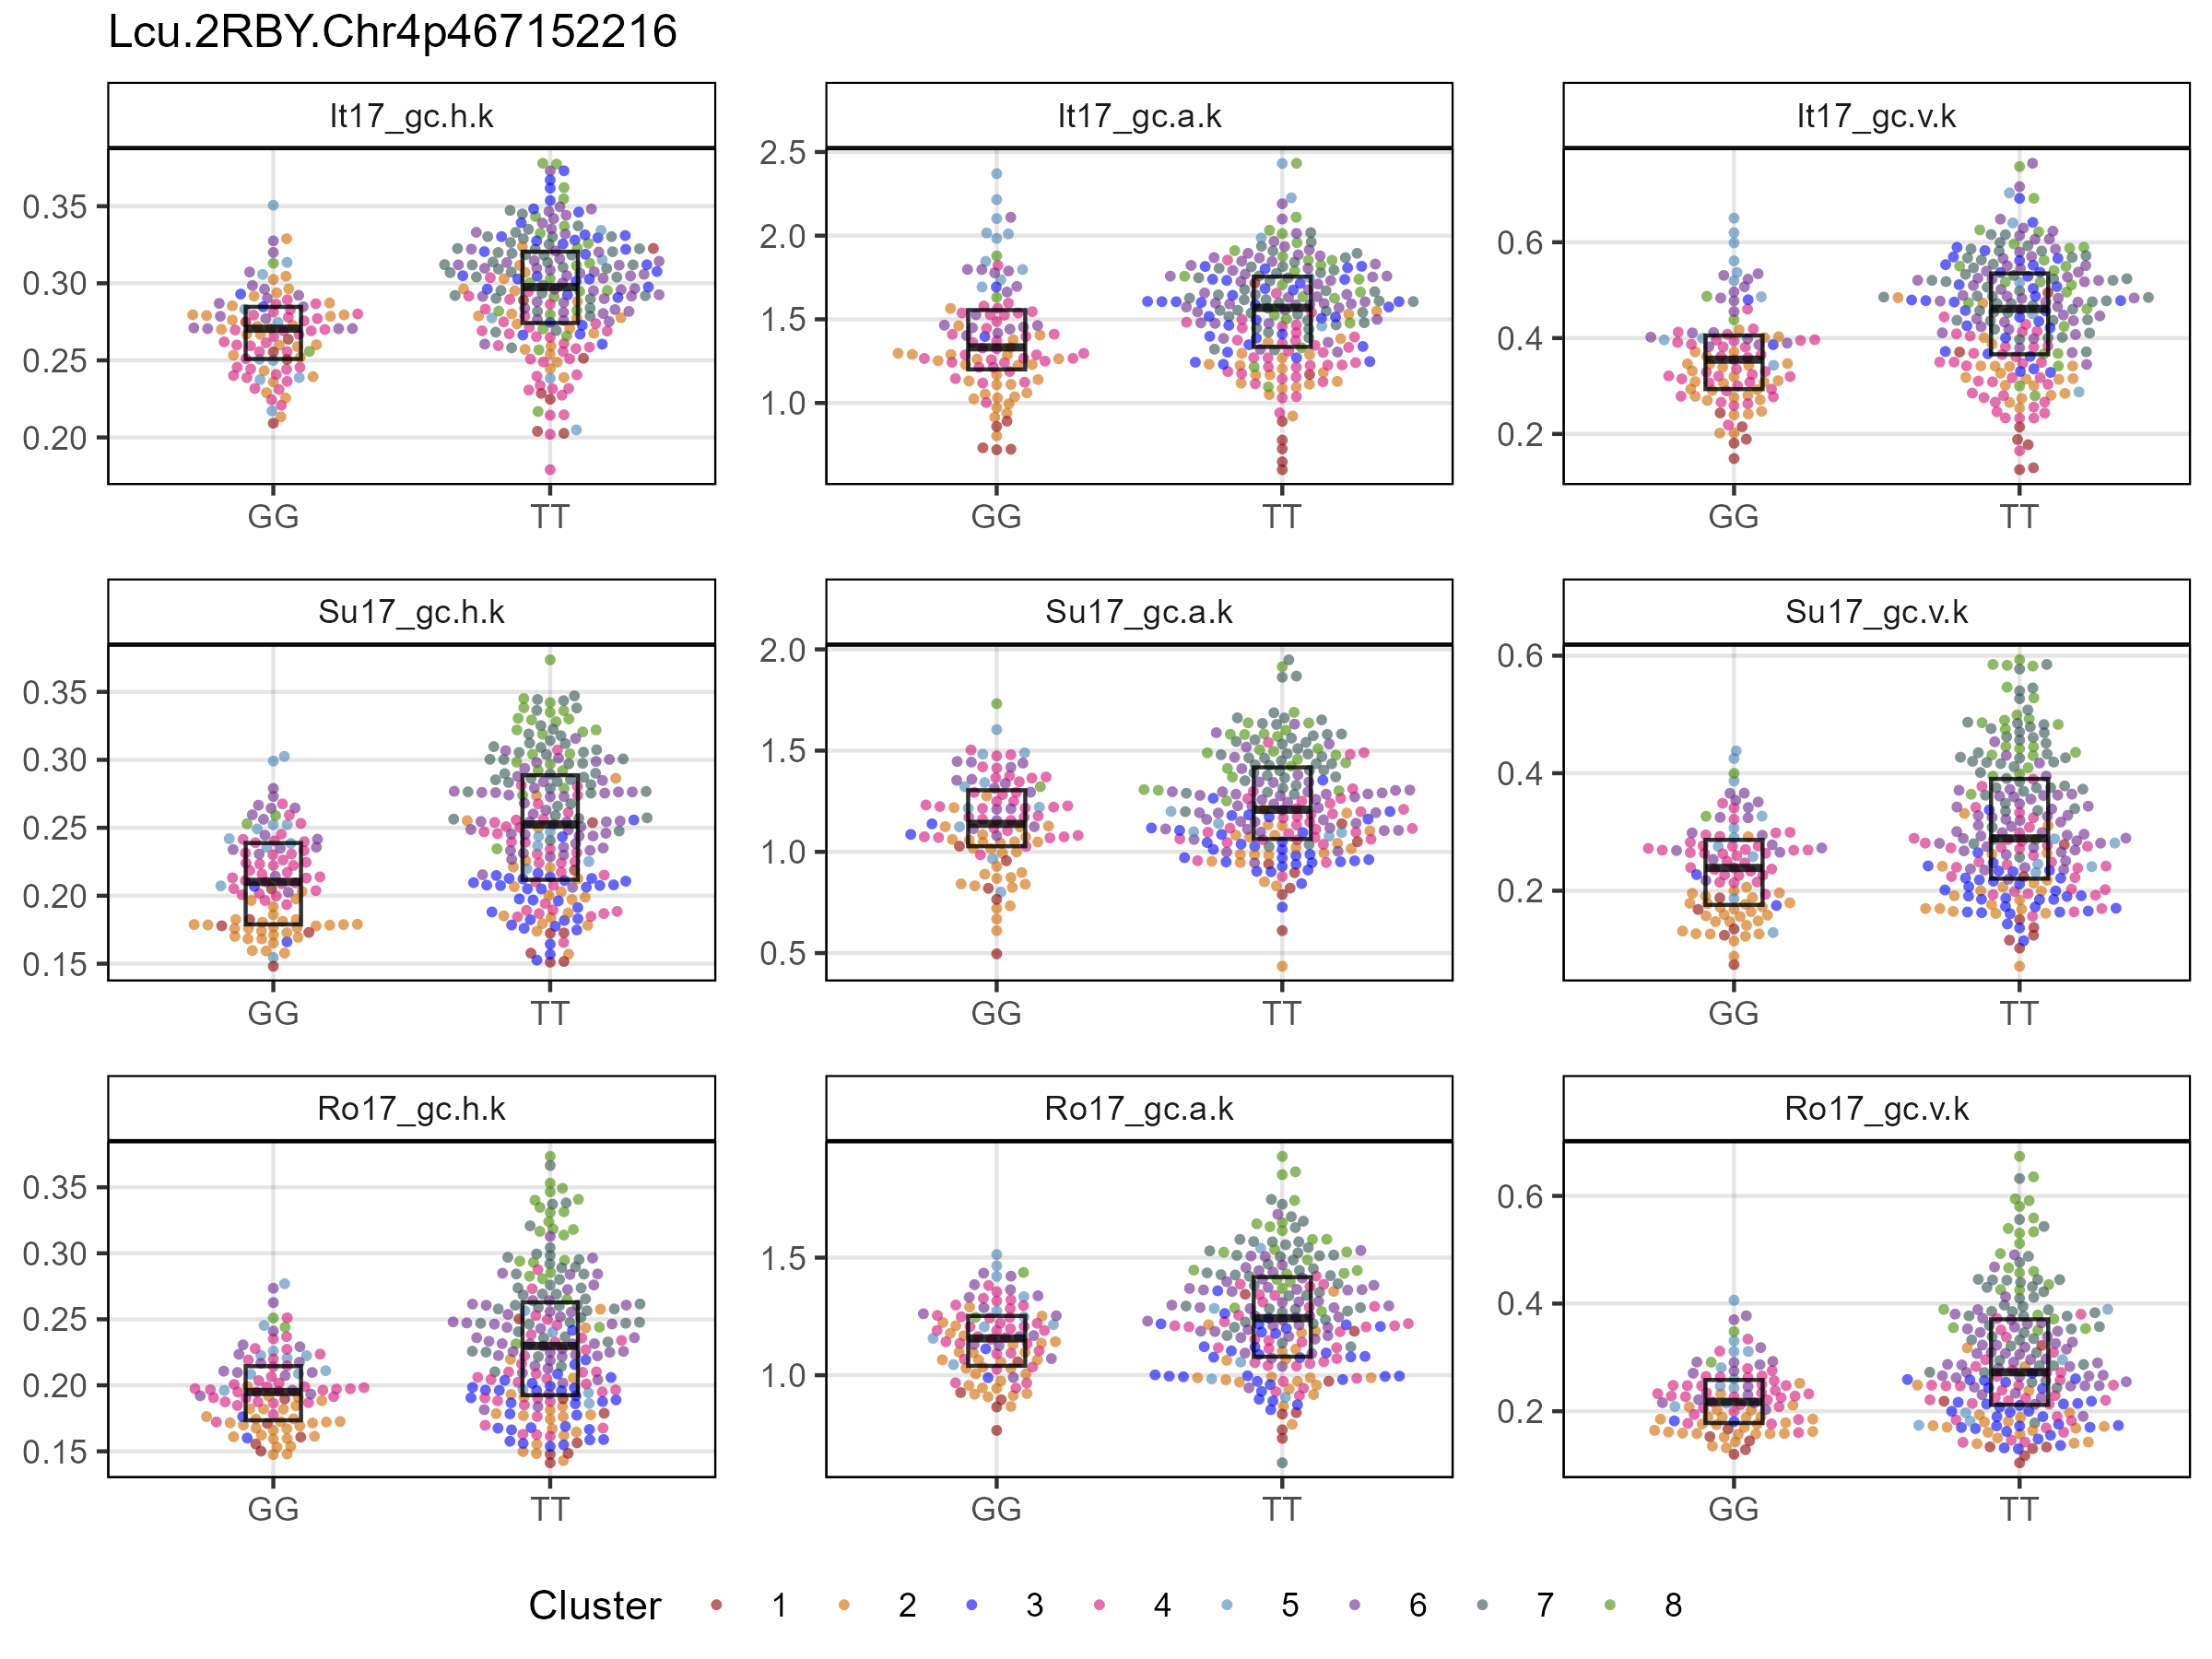 Lcu.2RBY.Chr4p467152216
It17_gc.h.k
It17_gc.a.k
It17_gc.v.k
0.35
0.30
0.25
0.20
2.5
2.0
1.5
1.0
0.6
0.4
0.2
GG TT
GG TT
GG TT
Su17_gc.h.k
Su17_gc.a.k
Su17_gc.v.k
0.35
0.30
0.25
0.20
0.15
2.0
1.5
1.0
0.5
0.6
0.4
0.2
GG TT
GG TT
GG TT
Ro17_gc.h.k
Ro17_gc.a.k
Ro17_gc.v.k
0.35
0.30
0.25
0.20
0.15
1.5
1.0
0.6
0.4
0.2
GG TT
GG TT
GG TT
Cluster 1 2 3 4 5 6 7 8